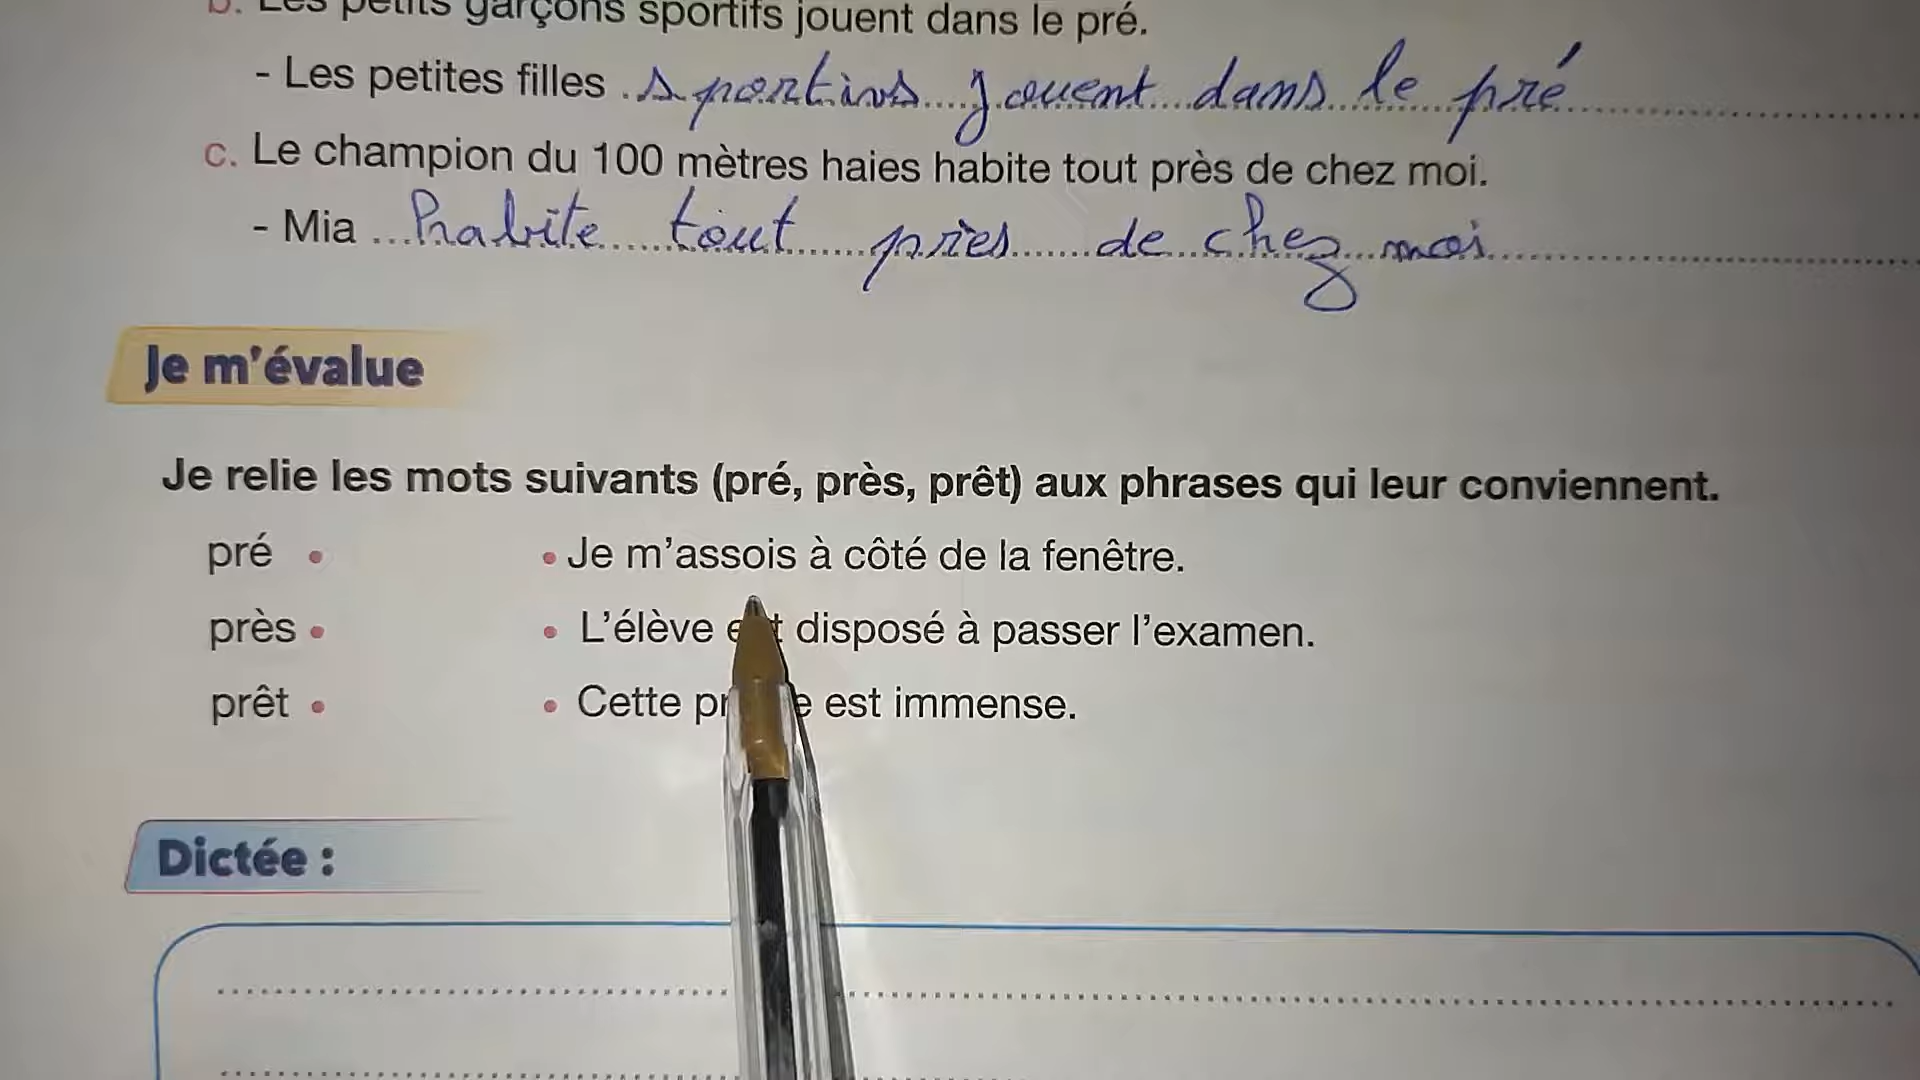 b. Les petits garçons sportifs jouent dans le pré.
- Les petites filles sportivs jouent dans le pré
c. Le champion du 100 mètres haies habite tout près de chez moi.
- Mia habite tout près de chez moi
Je m'évalue
Je relie les mots suivants (pré, près, prêt) aux phrases qui leur conviennent.
pré • • Je m'assois à côté de la fenêtre.
près • • L'élève disposé à passer l'examen.
prêt • • Cette est immense.
Dictée :